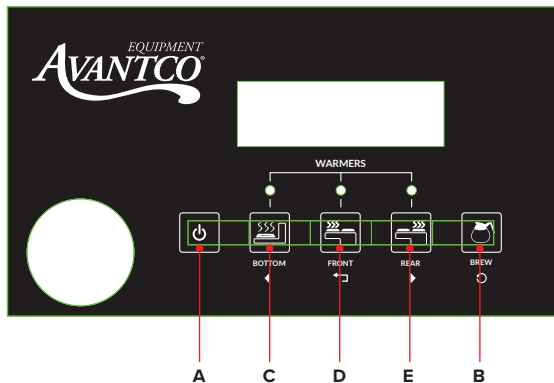 EQUIPMENT
AVANTCO®
WARMERS
BOTTOM FRONT REAR BREW
A C D E B